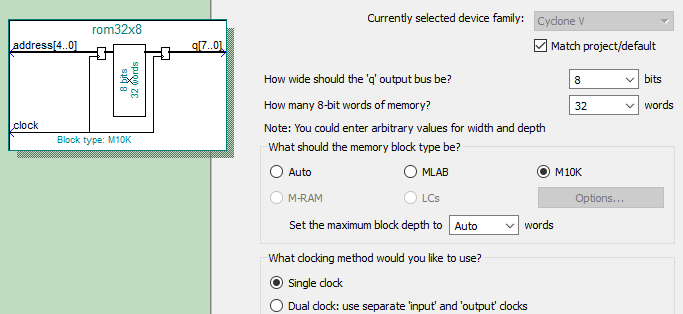 rom32x8
address[4..0]
q[7..0]
8 bits
32 words
clock
Block type: M10K
Currently selected device family:
Cyclone V
Match project/default
How wide should the 'q' output bus be?
8
bits
How many 8-bit words of memory?
32
words
Note: You could enter arbitrary values for width and depth
What should the memory block type be?
Auto
MLAB
M10K
M-RAM
LCs
Options...
Set the maximum block depth to
Auto
words
What clocking method would you like to use?
Single clock
Dual clock: use separate 'input' and 'output' clocks